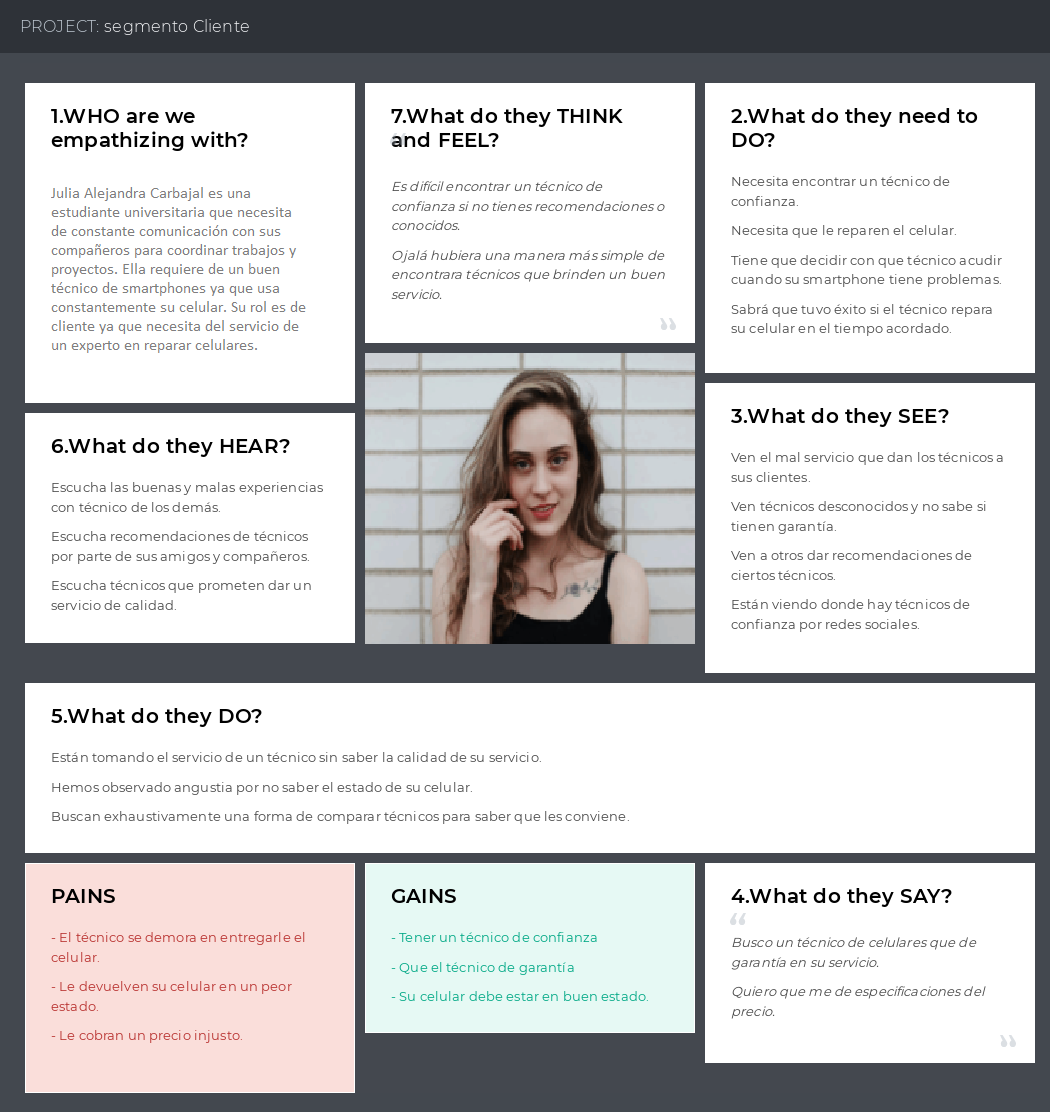 PROJECT: segmento Cliente
1.WHO are we
empathizing with?
Julia Alejandra Carbajal es una
estudiante universitaria que necesita
de constante comunicación con sus
compañeros para coordinar trabajos y
proyectos. Ella requiere de un buen
técnico de smartphones ya que usa
constantemente su celular. Su rol es de
cliente ya que necesita del servicio de
un experto en reparar celulares.
7.What do they THINK
and FEEL?
“
Es difícil encontrar un técnico de
confianza si no tienes recomendaciones o
conocidos.
Ojalá hubiera una manera más simple de
encontrara técnicos que brinden un buen
servicio.
”
2.What do they need to
DO?
Necesita encontrar un técnico de
confianza.
Necesita que le reparen el celular.
Tiene que decidir con que técnico acudir
cuando su smartphone tiene problemas.
Sabrá que tuvo éxito si el técnico repara
su celular en el tiempo acordado.
6.What do they HEAR?
Escucha las buenas y malas experiencias
con técnico de los demás.
Escucha recomendaciones de técnicos
por parte de sus amigos y compañeros.
Escucha técnicos que prometen dar un
servicio de calidad.
3.What do they SEE?
Ven el mal servicio que dan los técnicos a
sus clientes.
Ven técnicos desconocidos y no sabe si
tienen garantía.
Ven a otros dar recomendaciones de
ciertos técnicos.
Están viendo donde hay técnicos de
confianza por redes sociales.
5.What do they DO?
Están tomando el servicio de un técnico sin saber la calidad de su servicio.
Hemos observado angustia por no saber el estado de su celular.
Buscan exhaustivamente una forma de comparar técnicos para saber que les conviene.
PAINS
- El técnico se demora en entregarle el
celular.
- Le devuelven su celular en un peor
estado.
- Le cobran un precio injusto.
GAINS
- Tener un técnico de confianza
- Que el técnico de garantía
- Su celular debe estar en buen estado.
4.What do they SAY?
“
Busco un técnico de celulares que de
garantía en su servicio.
Quiero que me de especificaciones del
precio.
”